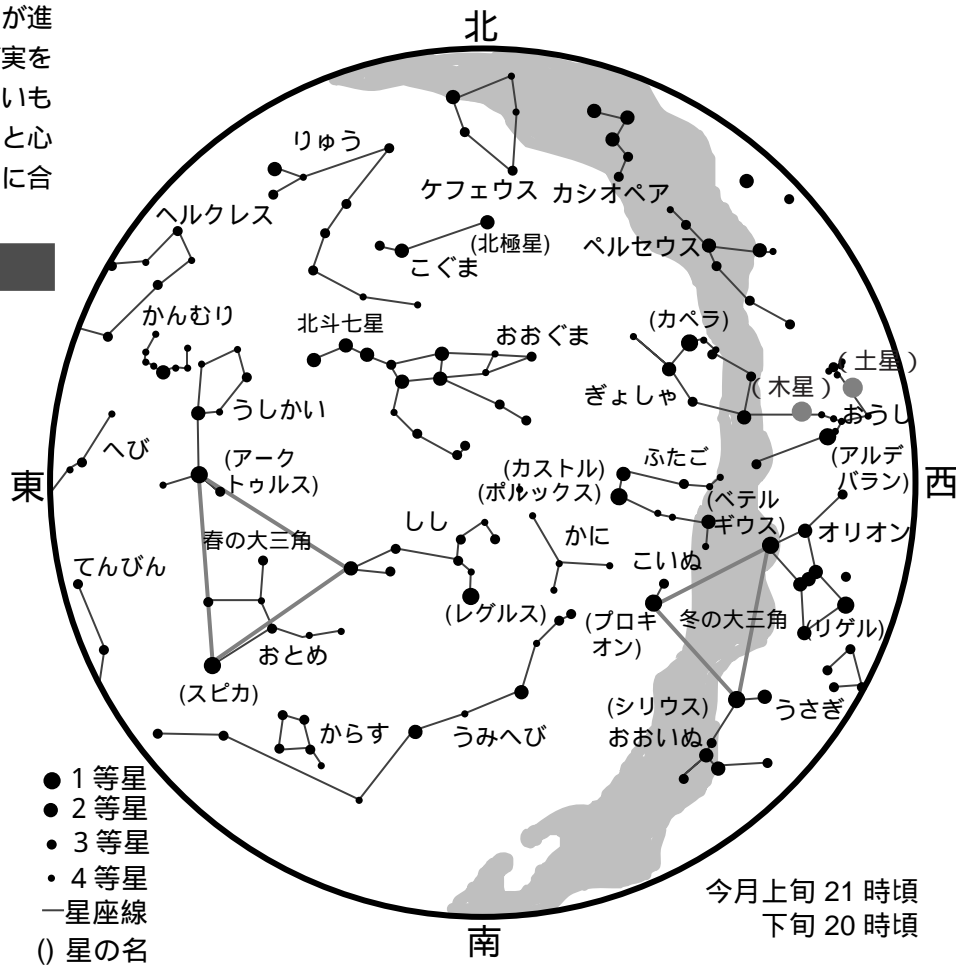 が進
実を
いも
と心
に合
北
りゅう
ケフェウス
カシオペア
ヘルクレス
(北極星)
こぐま
ペルセウス
かんむり
北斗七星
おおぐま
(カペラ)
(土星)
(木星)
ぎょしゃ
おうし
うしかい
へび
(アーク
トゥルス)
(カストル)
(ポルックス)
ふたご
(アルデ
バラン)
東
西
(ベテル
ギウス)
オリオン
しし
かに
春の大三角
こいぬ
てんびん
(レグルス)
(プロキ
オン)
冬の大三角
(リゲル)
おとめ
(スピカ)
(シリウス)
おおいぬ
うさぎ
からす
うみへび
1等星
2等星
3等星
4等星
星座線
() 星の名
今月上旬 21 時頃
下旬 20 時頃
南